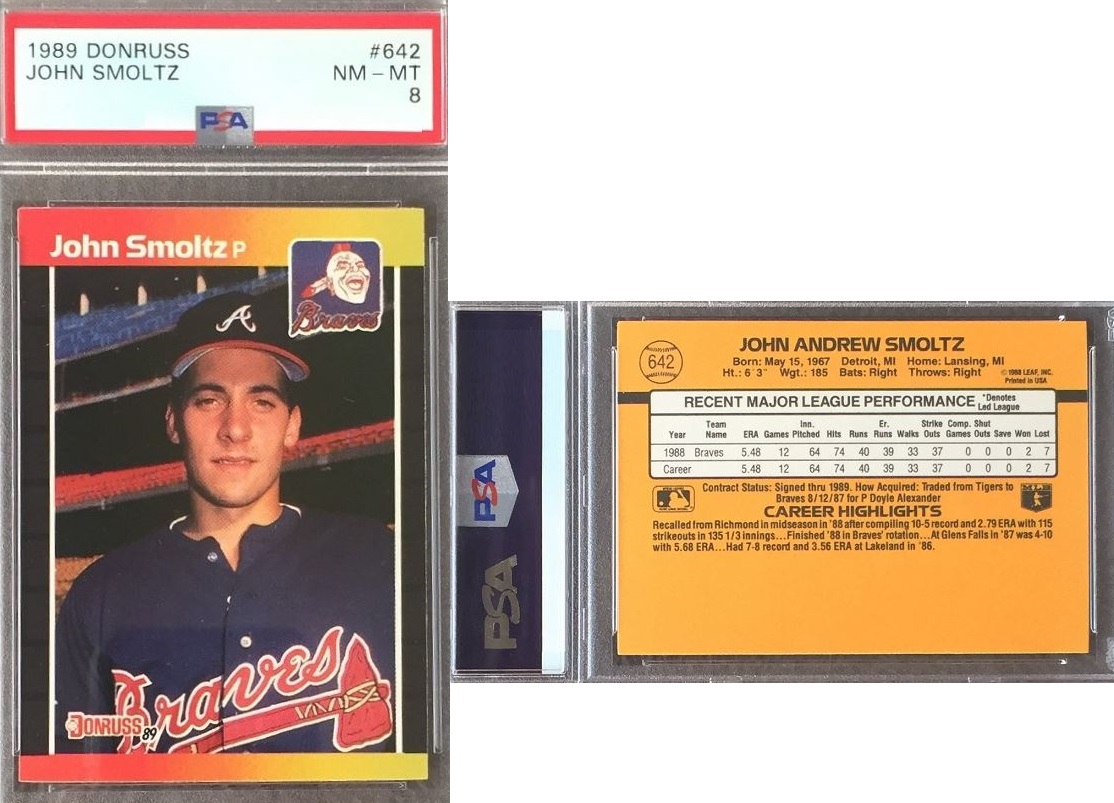 1989 DONRUSS #642
JOHN SMOLTZ NM - MT
8
PSA
John Smoltz P
Braves
A
Braves
DONRUSS 89
PSA
PSA
642
JOHN ANDREW SMOLTZ
Born: May 15, 1967 Detroit, MI Home: Lansing, MI
Ht.: 6'3" Wgt.: 185 Bats: Right Throws: Right
© 1988 LEAF, INC.
Printed in USA
RECENT MAJOR LEAGUE PERFORMANCE *Denotes Led League
Year Team Name ERA Games Inn. Pitched Hits Runs Er. Runs Walks Strike Outs Comp. Games Shut Outs Save Won Lost
1988 Braves 5.48 12 64 74 40 39 33 37 0 0 0 2 7
Career 5.48 12 64 74 40 39 33 37 0 0 0 2 7
Contract Status: Signed thru 1989. How Acquired: Traded from Tigers to
Braves 8/12/87 for P Doyle Alexander
CAREER HIGHLIGHTS
Recalled from Richmond in midseason in '88 after compiling 10-5 record and 2.79 ERA with 115
strikeouts in 135 1/3 innings...Finished '88 in Braves' rotation...At Glens Falls in '87 was 4-10
with 5.68 ERA...Had 7-8 record and 3.56 ERA at Lakeland in '86.